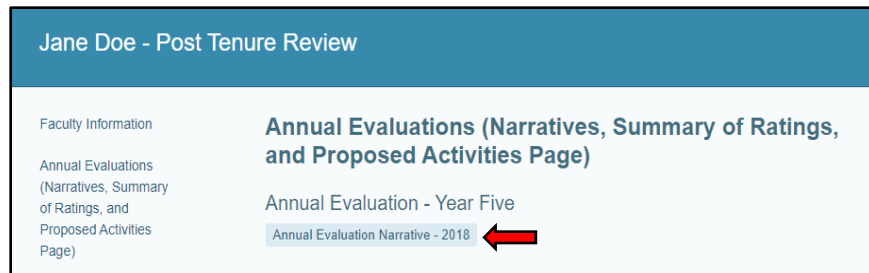 Jane Doe - Post Tenure Review
Faculty Information
Annual Evaluations
(Narratives, Summary
of Ratings, and
Proposed Activities
Page)
Annual Evaluations (Narratives, Summary of Ratings,
and Proposed Activities Page)
Annual Evaluation - Year Five
Annual Evaluation Narrative - 2018